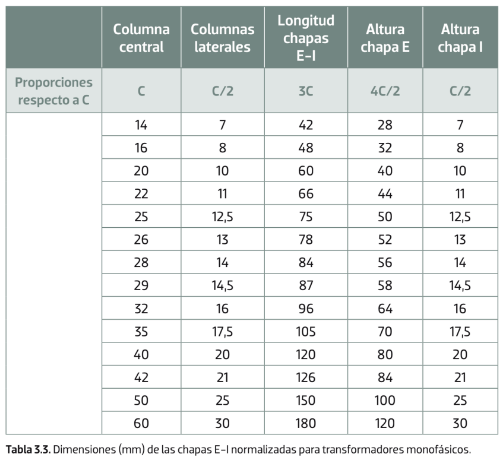 Columna central Columnas laterales Longitud chapas E-I Altura chapa E Altura chapa I
Proporciones respecto a C C C/2 3C 4C/2 C/2
14 7 42 28 7
16 8 48 32 8
20 10 60 40 10
22 11 66 44 11
25 12,5 75 50 12,5
26 13 78 52 13
28 14 84 56 14
29 14,5 87 58 14,5
32 16 96 64 16
35 17,5 105 70 17,5
40 20 120 80 20
42 21 126 84 21
50 25 150 100 25
60 30 180 120 30
Tabla 3.3. Dimensiones (mm) de las chapas E-I normalizadas para transformadores monofásicos.